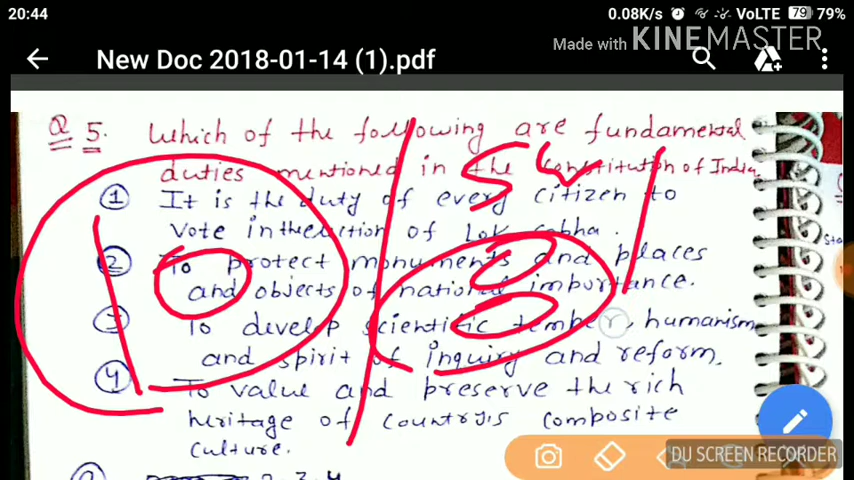 20:44 0.08K/s VoLTE 79 79%
Made with KINEMASTER
New Doc 2018-01-14 (1).pdf
Q 5. Which of the following are fundamental
duties mentioned in the Constitution of India.
① It is the duty of every citizen to
vote in the election of Lok Sabha.
② To protect monuments and places
and objects of national importance.
3 To develop scientific tember, humanism
and spirit of inquiry and reform.
④ To value and preserve the rich
heritage of country's composite
culture.
2, 3, 4
DU SCREEN RECORDER